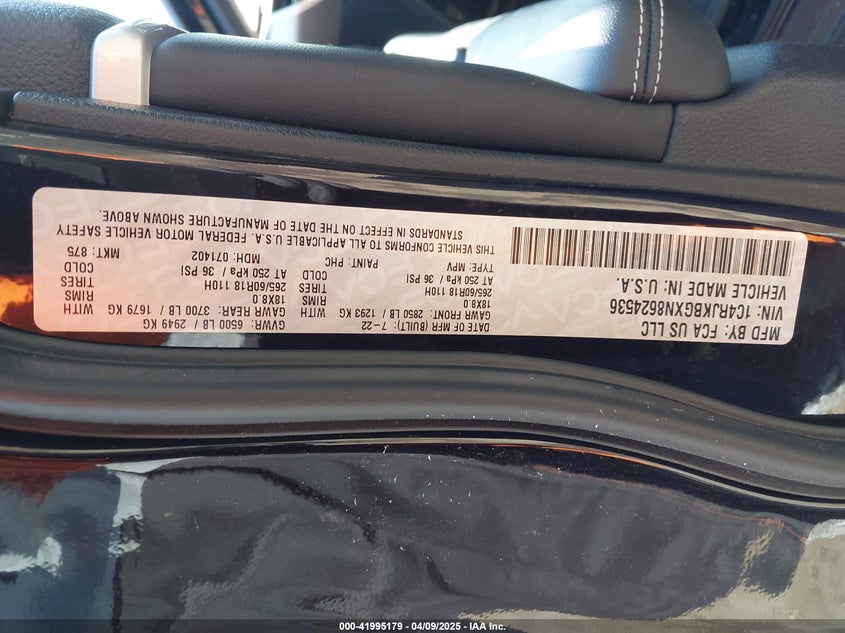 MFD BY: FCA US LLC
DATE OF MFR (BUILT): 7-22
GVWR: 6500 LB / 2949 KG
GAWR FRONT: 2850 LB / 1293 KG WITH
18X8.0 RIMS
265/60R18 110H TIRES
AT 250 kPa / 36 PSI COLD
GAWR REAR: 3700 LB / 1679 KG WITH
18X8.0 RIMS
265/60R18 110H TIRES
AT 250 kPa / 36 PSI COLD
VIN: 1C4RJKBGXN8624536
TYPE: MPV
PAINT: PHC
MDH: 071402
MKT: 875
VEHICLE MADE IN: U.S.A.
THIS VEHICLE CONFORMS TO ALL APPLICABLE U.S.A. FEDERAL MOTOR VEHICLE SAFETY
STANDARDS IN EFFECT ON THE DATE OF MANUFACTURE SHOWN ABOVE.
000-41995179 - 04/09/2025 - IAA Inc.